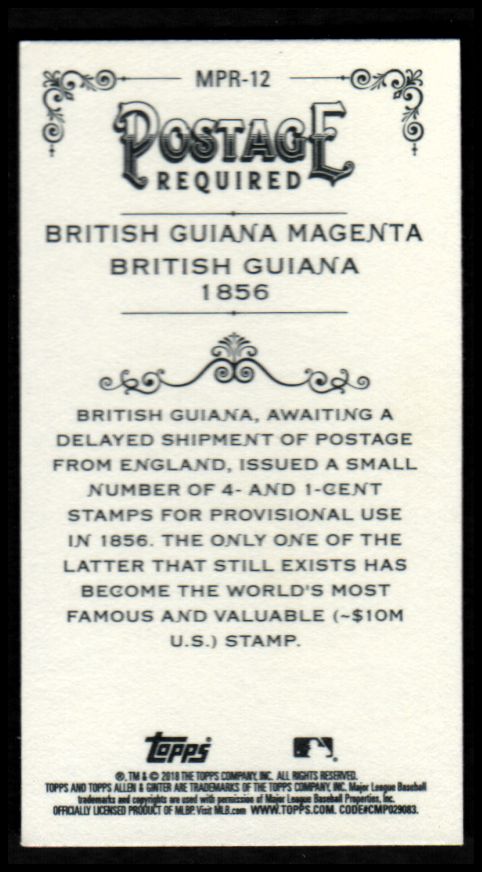 MPR-12
POSTAGE
REQUIRED
BRITISH GUIANA MAGENTA
BRITISH GUIANA
1856
BRITISH GUIANA, AWAITING A
DELAYED SHIPMENT OF POSTAGE
FROM ENGLAND, ISSUED A SMALL
NUMBER OF 4- AND 1-CENT
STAMPS FOR PROVISIONAL USE
IN 1856. THE ONLY ONE OF THE
LATTER THAT STILL EXISTS HAS
BECOME THE WORLD'S MOST
FAMOUS AND VALUABLE (~$10M
U.S.) STAMP.
Topps
®, TM & © 2018 THE TOPPS COMPANY, INC. ALL RIGHTS RESERVED.
TOPPS AND TOPPS ALLEN & GINTER ARE TRADEMARKS OF THE TOPPS COMPANY, INC. Major League Baseball
trademarks and copyrights are used with permission of Major League Baseball Properties, Inc.
OFFICIALLY LICENSED PRODUCT OF MLBP. Visit MLB.com WWW.TOPPS.COM. CODE#CMP029083.